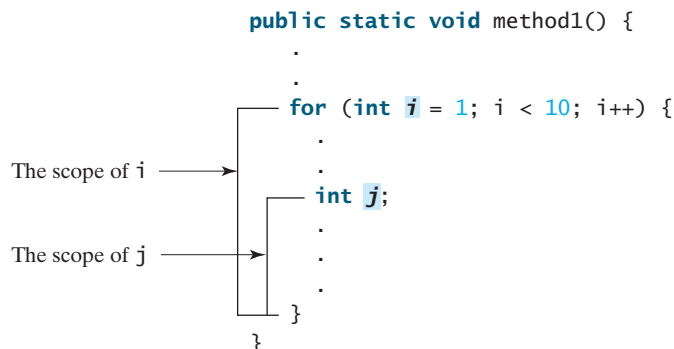 public static void method1() {
.
.
for (int i = 1; i < 10; i++) {
.
.
The scope of i
int j;
.
The scope of j
.
.
}
}